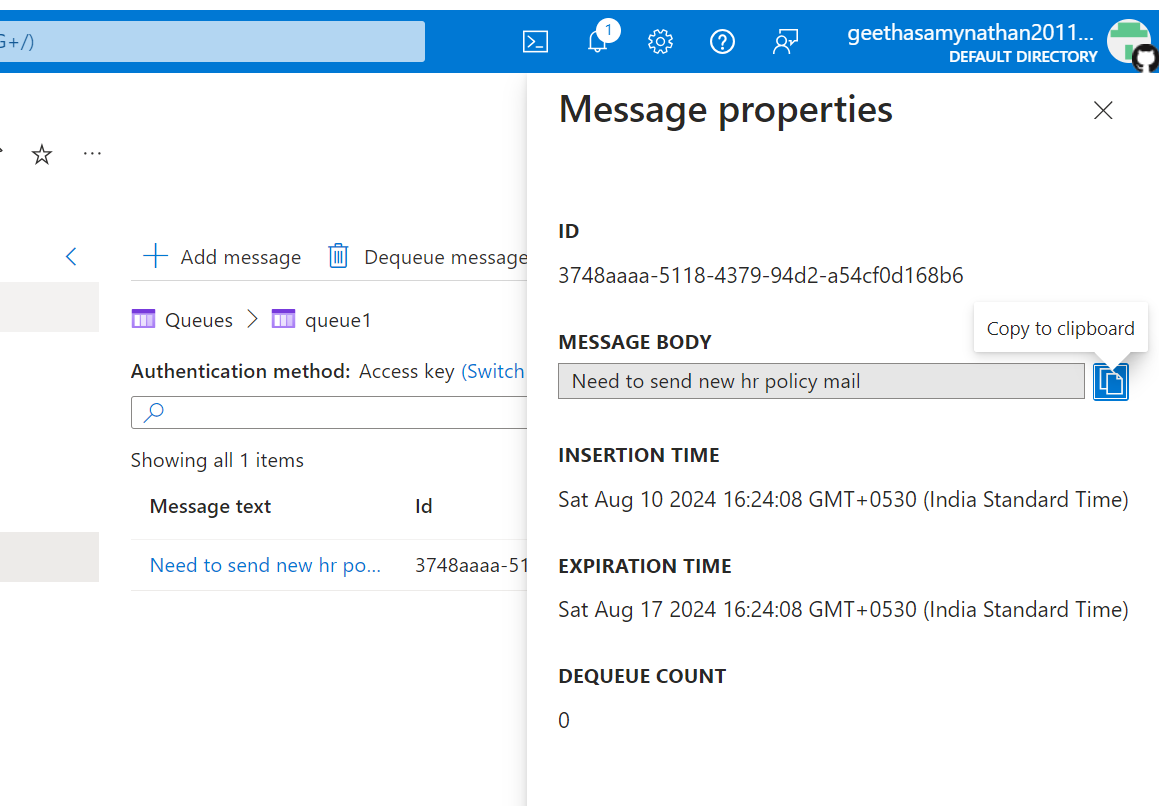 G+/)
1
geethasamynathan2011...
DEFAULT DIRECTORY
Message properties
...
Add message
Dequeue message
Queues > queue1
Authentication method: Access key (Switch
Showing all 1 items
Message text Id
Need to send new hr po... 3748aaaa-51
ID
3748aaaa-5118-4379-94d2-a54cf0d168b6
Copy to clipboard
MESSAGE BODY
Need to send new hr policy mail
INSERTION TIME
Sat Aug 10 2024 16:24:08 GMT+0530 (India Standard Time)
EXPIRATION TIME
Sat Aug 17 2024 16:24:08 GMT+0530 (India Standard Time)
DEQUEUE COUNT
0